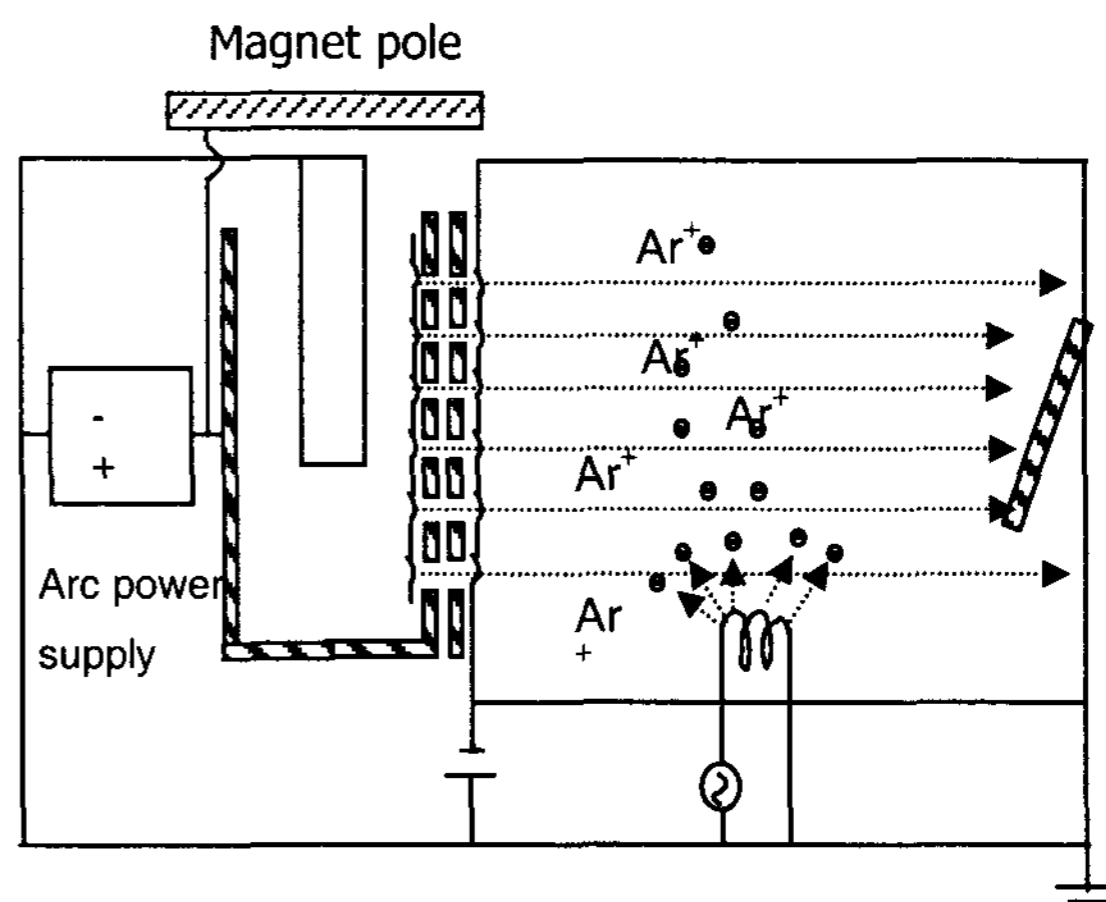 Magnet pole
Ar⁺ e
e
Ar⁺
e
Ar⁺
e e
Ar⁺
e e
-
+
e e e e
e
Arc power
supply
Ar
+